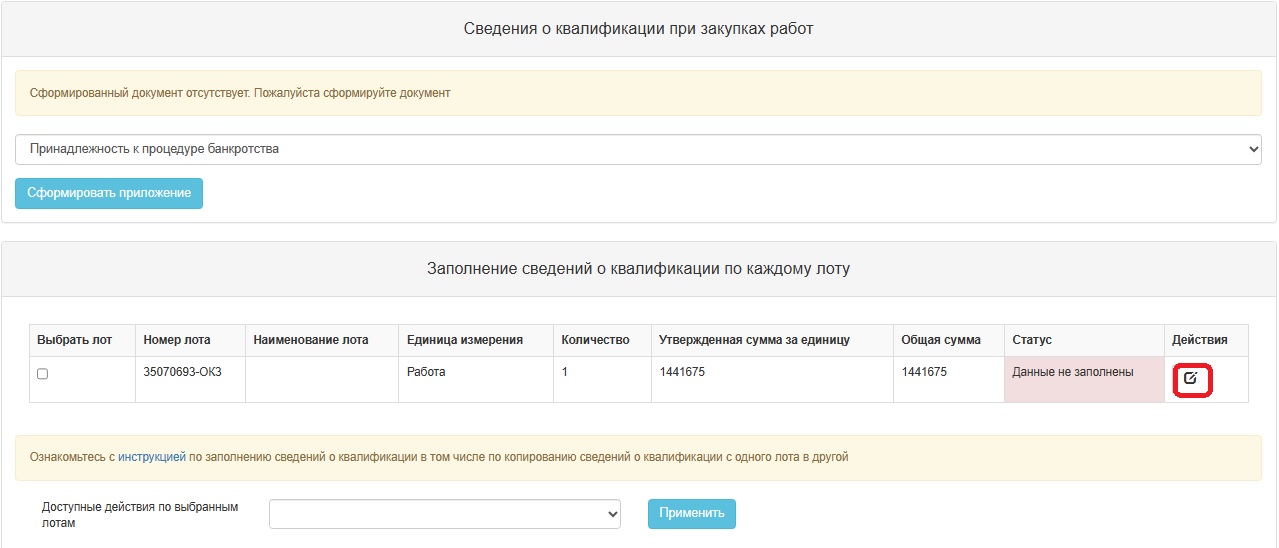 Сведения о квалификации при закупках работ
Сформированный документ отсутствует. Пожалуйста сформируйте документ
Принадлежность к процедуре банкротства
Сформировать приложение
Заполнение сведений о квалификации по каждому лоту
Выбрать лот Номер лота Наименование лота Единица измерения Количество Утвержденная сумма за единицу Общая сумма Статус Действия
35070693-ОК3 Работа 1 1441675 1441675 Данные не заполнены
Ознакомьтесь с инструкцией по заполнению сведений о квалификации в том числе по копированию сведений о квалификации с одного лота в другой
Доступные действия по выбранным
лотам
Применить